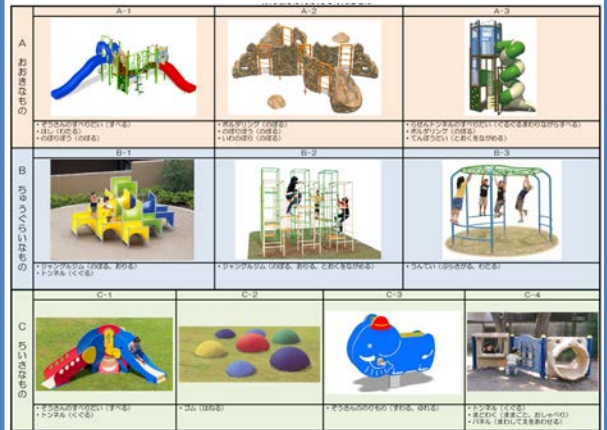 A-1
A-2
A-3
A おおきなもの
・ぞうさんのすべりだい（すべる）
・はし（わたる）
・のぼりぼう（のぼる）
・ボルダリング（のぼる）
・のぼりぼう（のぼる）
・いわのぼり（のぼる）
・らせんトンネルのすべりだい（ぐるぐるまわりながらすべる）
・ボルダリング（のぼる）
・てんぼうだい（とおくをながめる）
B-1
B-2
B-3
B ちゅうぐらいなもの
・ジャングルジム（のぼる、おりる）
・トンネル（くぐる）
・ジャングルジム（のぼる、おりる、とおくをながめる）
・うんてい（ぶらさがる、わたる）
C-1
C-2
C-3
C-4
C ちいさなもの
・ぞうさんのすべりだい（すべる）
・トンネル（くぐる）
・ゴム（はねる）
・ぞうさんののりもの（すわる、ゆれる）
・トンネル（くぐる）
・まどわく（ままごと、おしゃべり）
・パネル（まわしてえをあわせる）